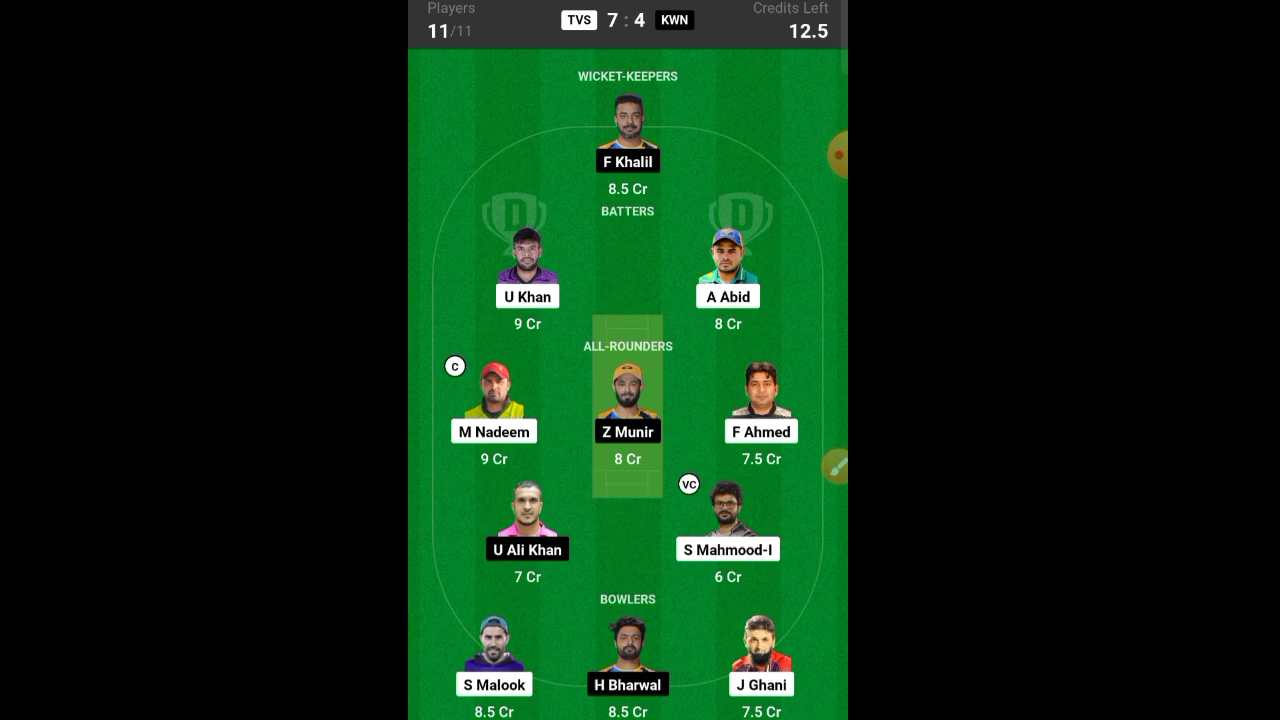 Players
Credits Left
11/11
TVS 7 : 4 KWN
12.5
WICKET-KEEPERS
F Khalil
8.5 Cr
BATTERS
D D
U Khan
A Abid
9 Cr
8 Cr
ALL-ROUNDERS
C
M Nadeem
Z Munir
F Ahmed
9 Cr
8 Cr
7.5 Cr
VC
U Ali Khan
S Mahmood-I
7 Cr
6 Cr
BOWLERS
S Malook
H Bharwal
J Ghani
8.5 Cr
8.5 Cr
7.5 Cr